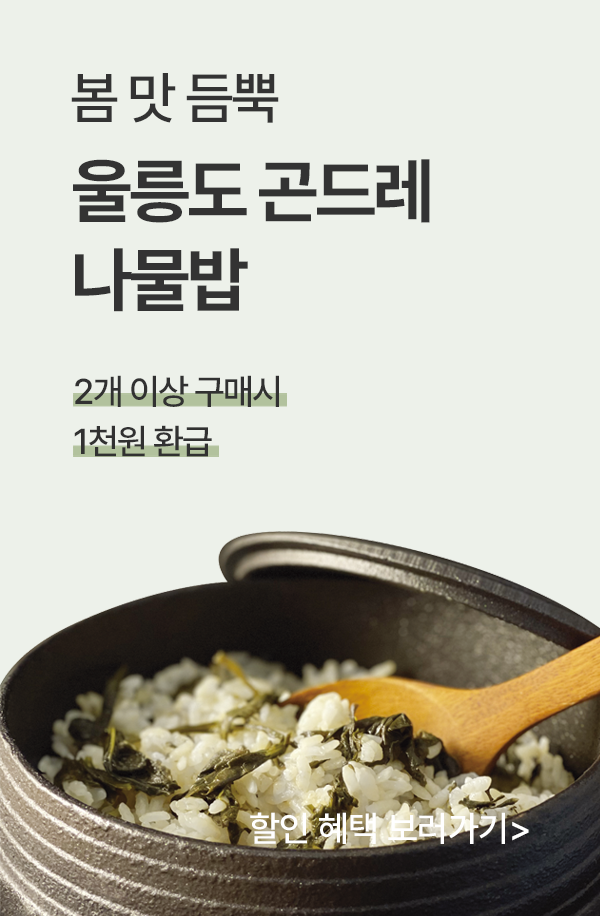 봄 맛 듬뿍
울릉도 곤드레
나물밥
2개 이상 구매시
1천원 환급
할인 혜택 보러가기>